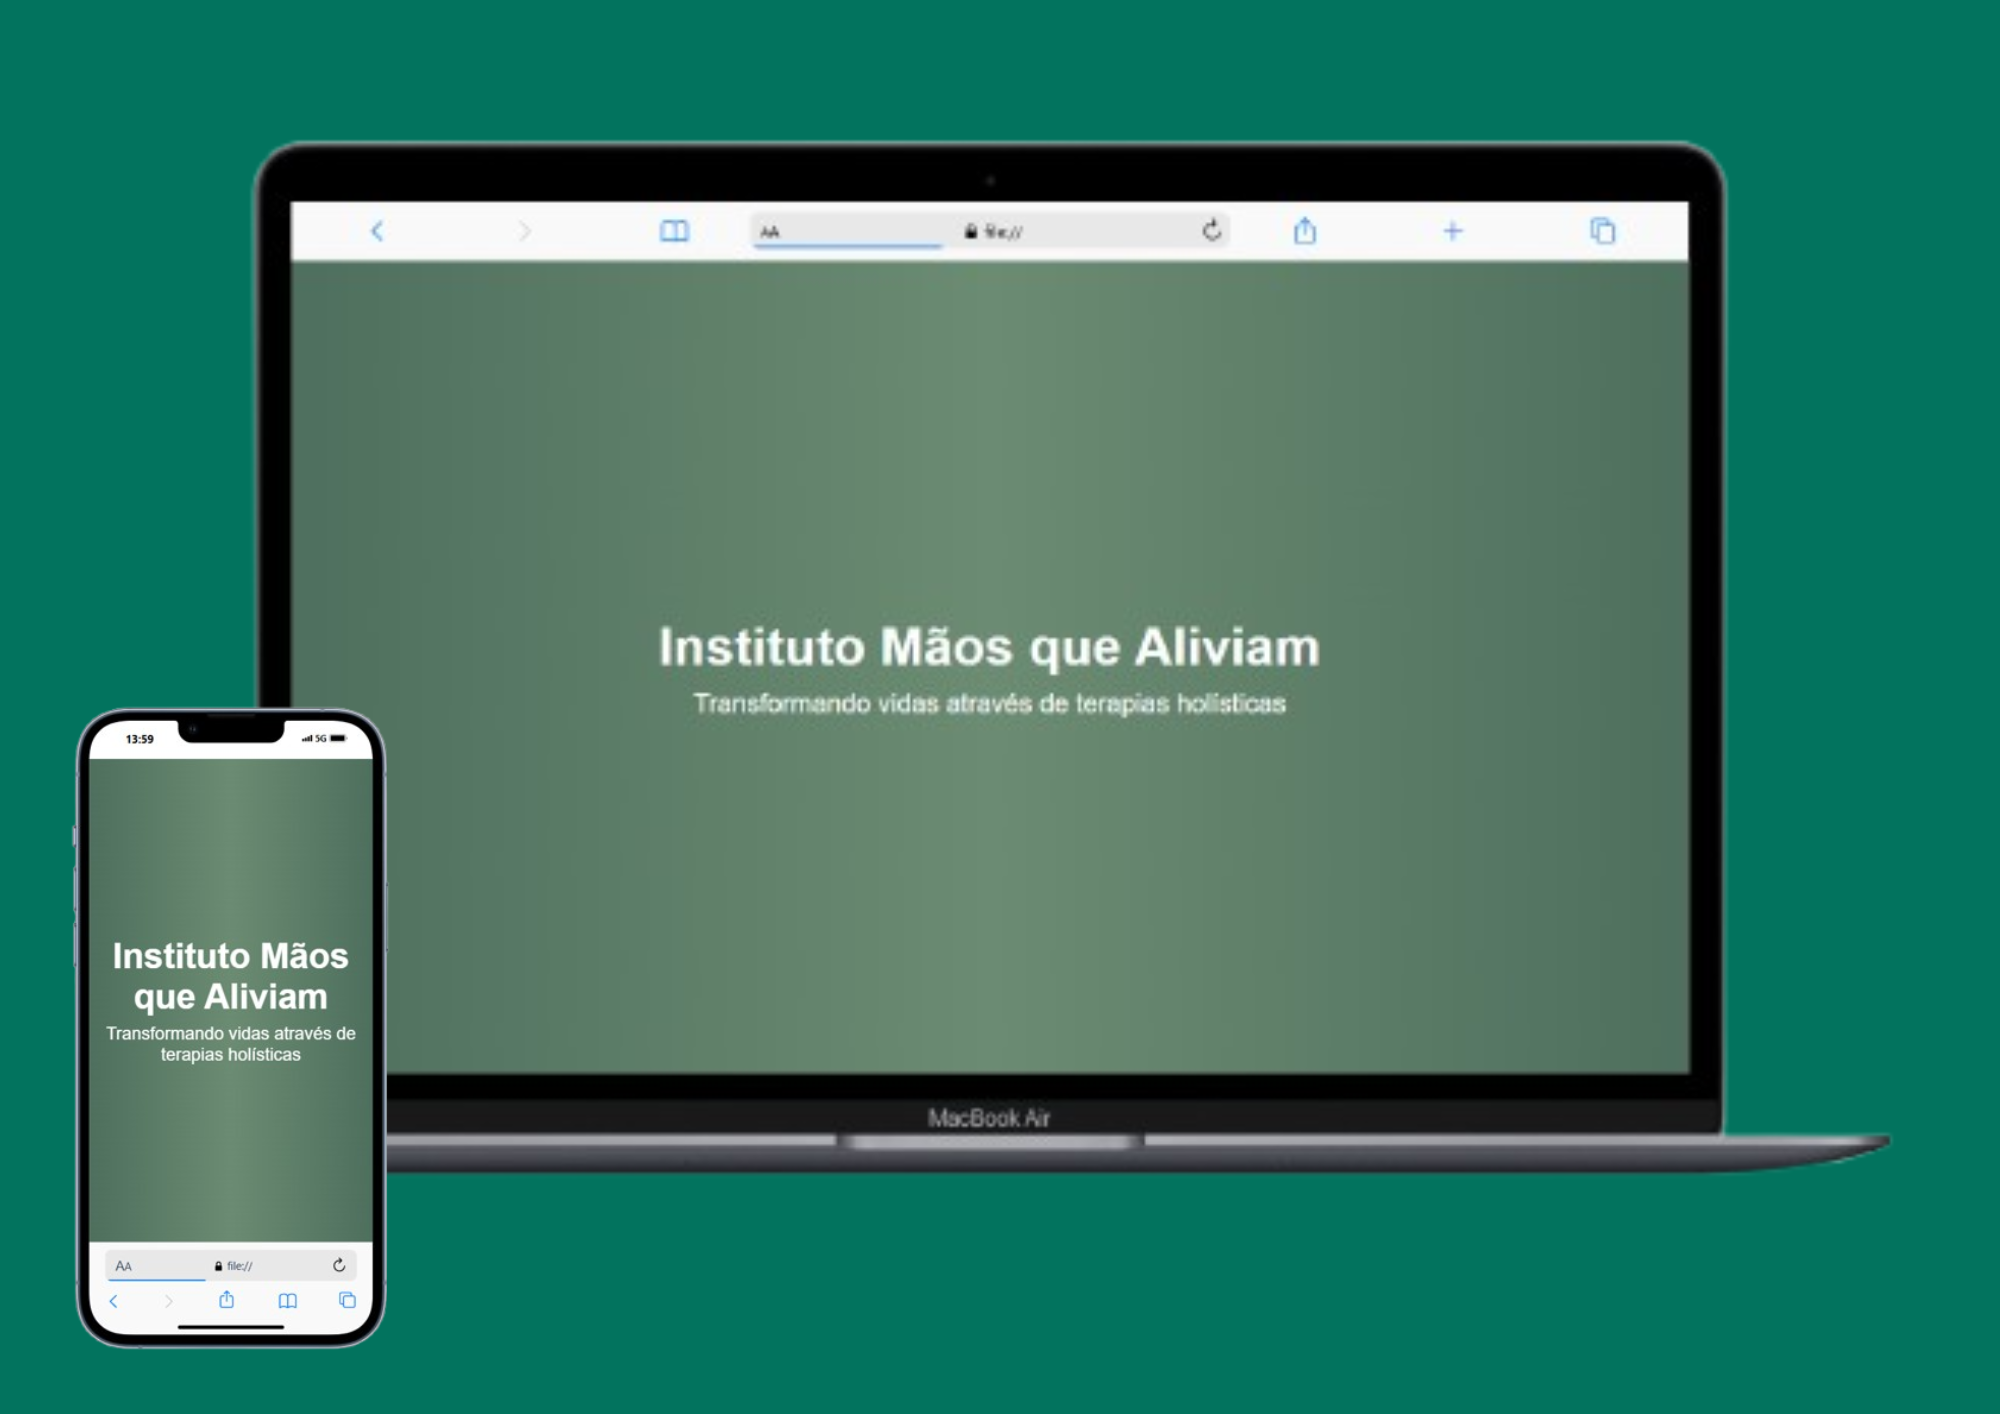 AA file://
Instituto Mãos que Aliviam
Transformando vidas através de terapias holísticas
MacBook Air
13:59 5G
Instituto Mãos
que Aliviam
Transformando vidas através de
terapias holísticas
AA file://